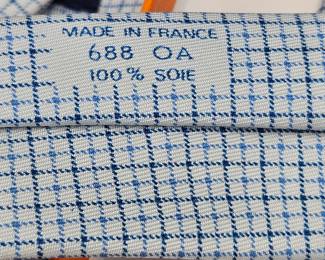 MADE IN FRANCE
688 OA
100% SOIE